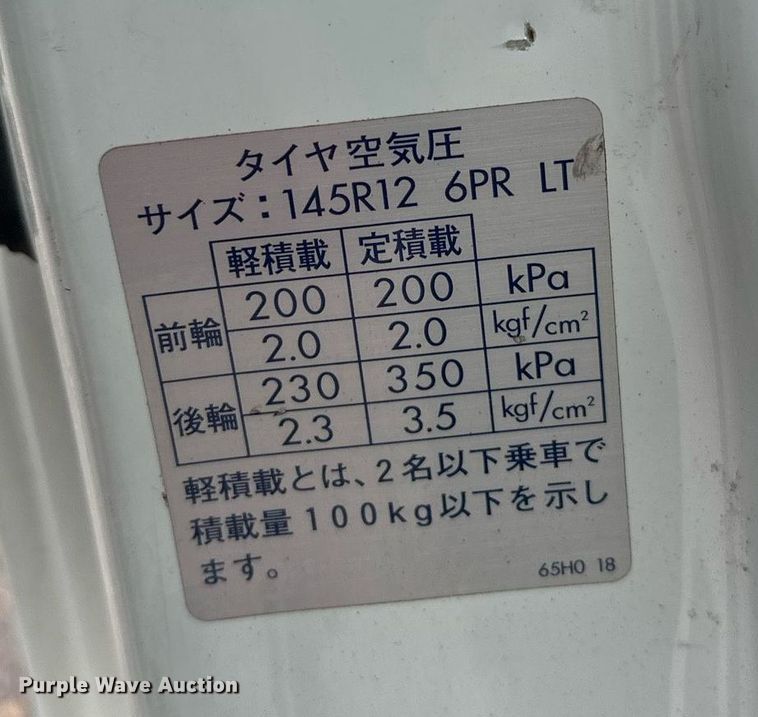 タイヤ空気圧
サイズ：145R12 6PR LT
軽積載 定積載
前輪 200 200 kPa
2.0 2.0 kgf/cm²
後輪 230 350 kPa
2.3 3.5 kgf/cm²
軽積載とは、2名以下乗車で
積載量100kg以下を示し
ます。
65H0 18
Purple Wave Auction